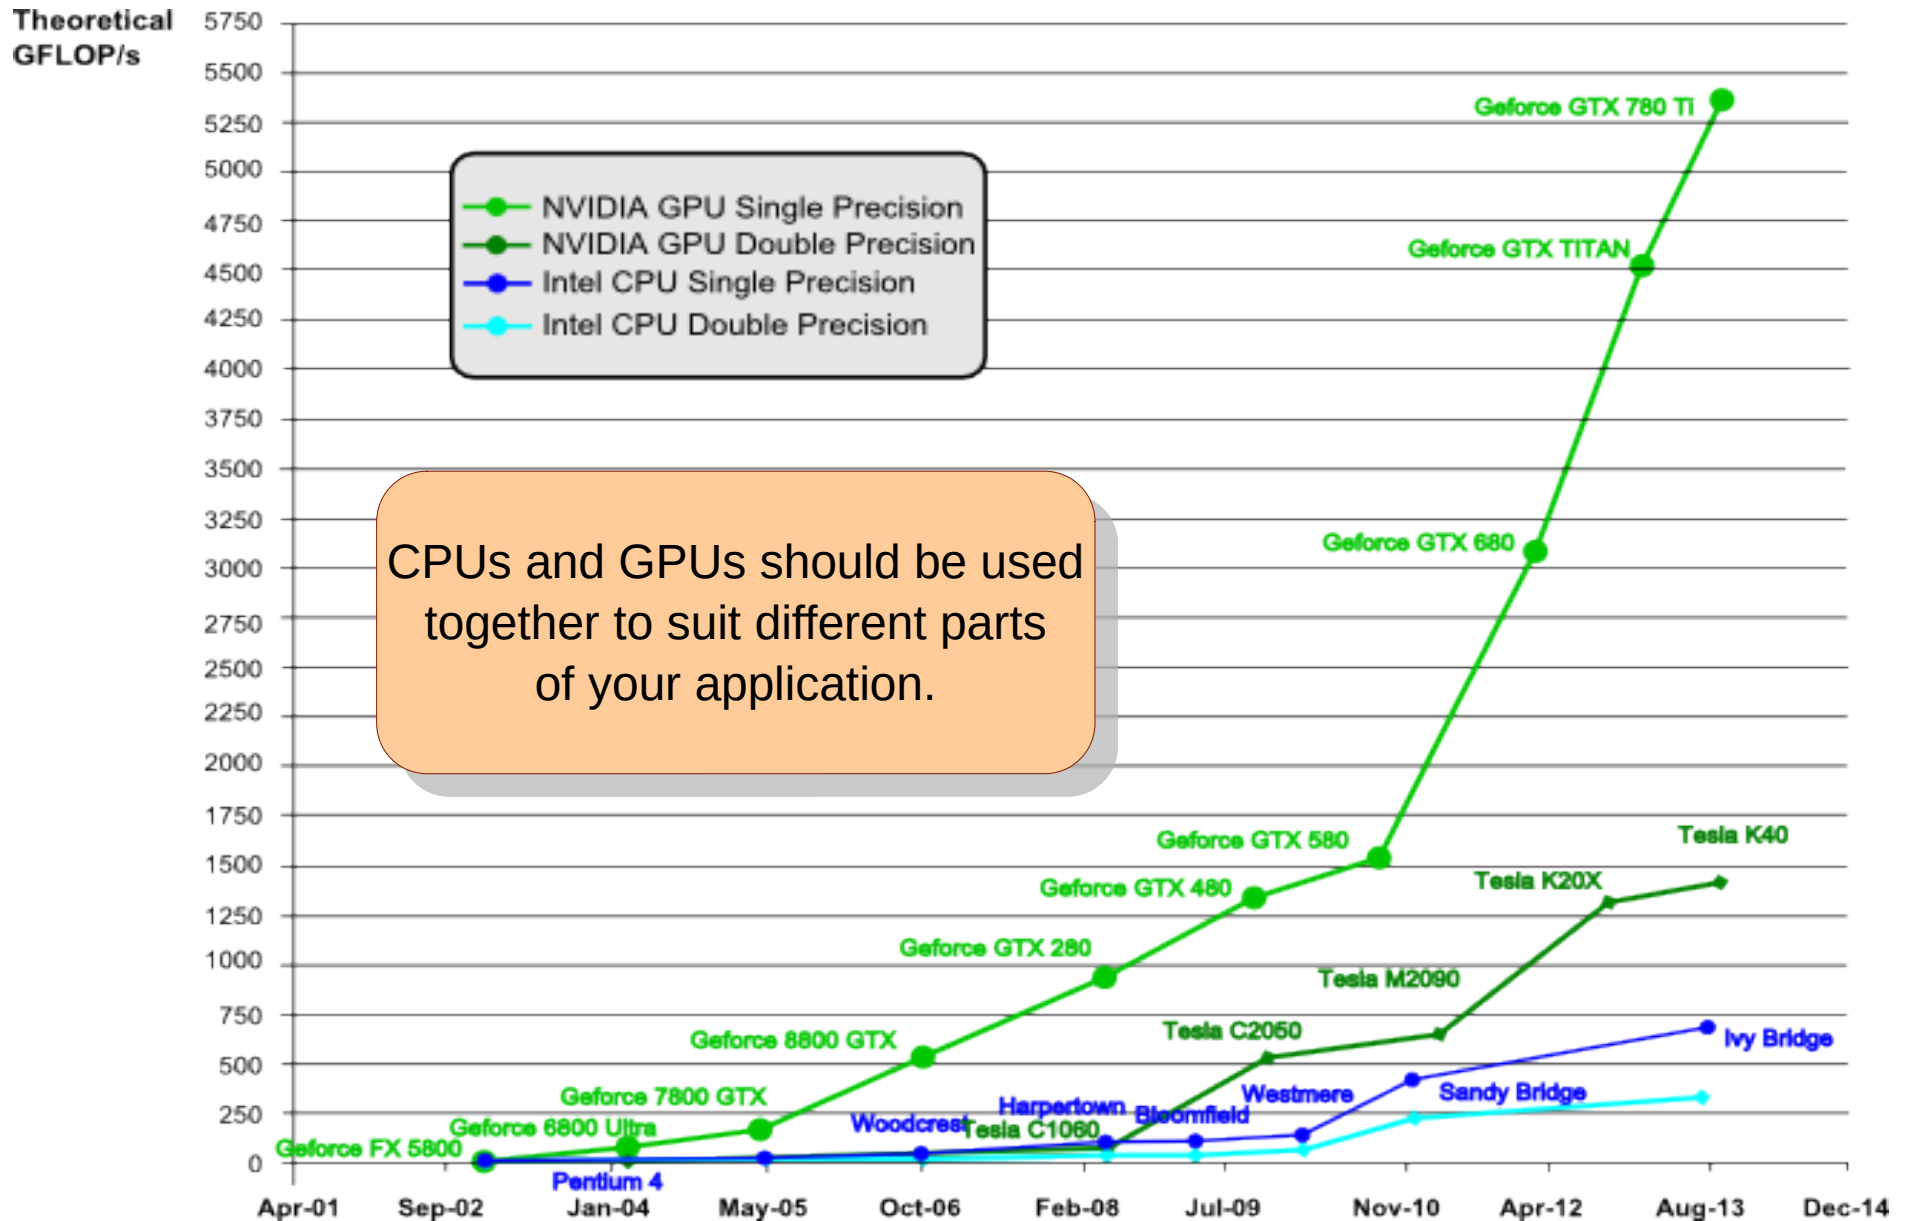 Theoretical
GFLOP/s
5750
5500
5250
5000
4750
4500
4250
4000
3750
3500
3250
3000
2750
2500
2250
2000
1750
1500
1250
1000
750
500
250
0
NVIDIA GPU Single Precision
NVIDIA GPU Double Precision
Intel CPU Single Precision
Intel CPU Double Precision
CPUs and GPUs should be used
together to suit different parts
of your application.
Geforce GTX 780 Ti
Geforce GTX TITAN
Geforce GTX 680
Geforce GTX 580
Geforce GTX 480
Geforce GTX 280
Geforce 8800 GTX
Geforce 7800 GTX
Geforce 6800 Ultra
Geforce FX 5800
Tesla K40
Tesla K20X
Tesla M2090
Tesla C2050
Tesla C1060
Ivy Bridge
Sandy Bridge
Westmere
Bloomfield
Harpertown
Woodcrest
Pentium 4
Apr-01 Sep-02 Jan-04 May-05 Oct-06 Feb-08 Jul-09 Nov-10 Apr-12 Aug-13 Dec-14